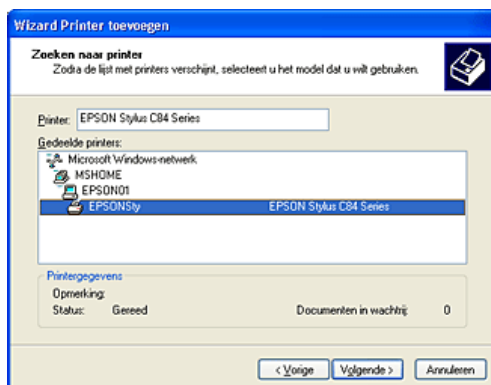 Wizard Printer toevoegen
Zoeken naar printer
Zodra de lijst met printers verschijnt, selecteert u het model dat u wilt gebruiken.
Printer: EPSON Stylus C84 Series
Gedeelde printers:
Microsoft Windows-netwerk
MSHOME
EPSON01
EPSONSty EPSON Stylus C84 Series
Printergegevens
Opmerking:
Status: Gereed Documenten in wachtrij: 0
< Vorige Volgende > Annuleren